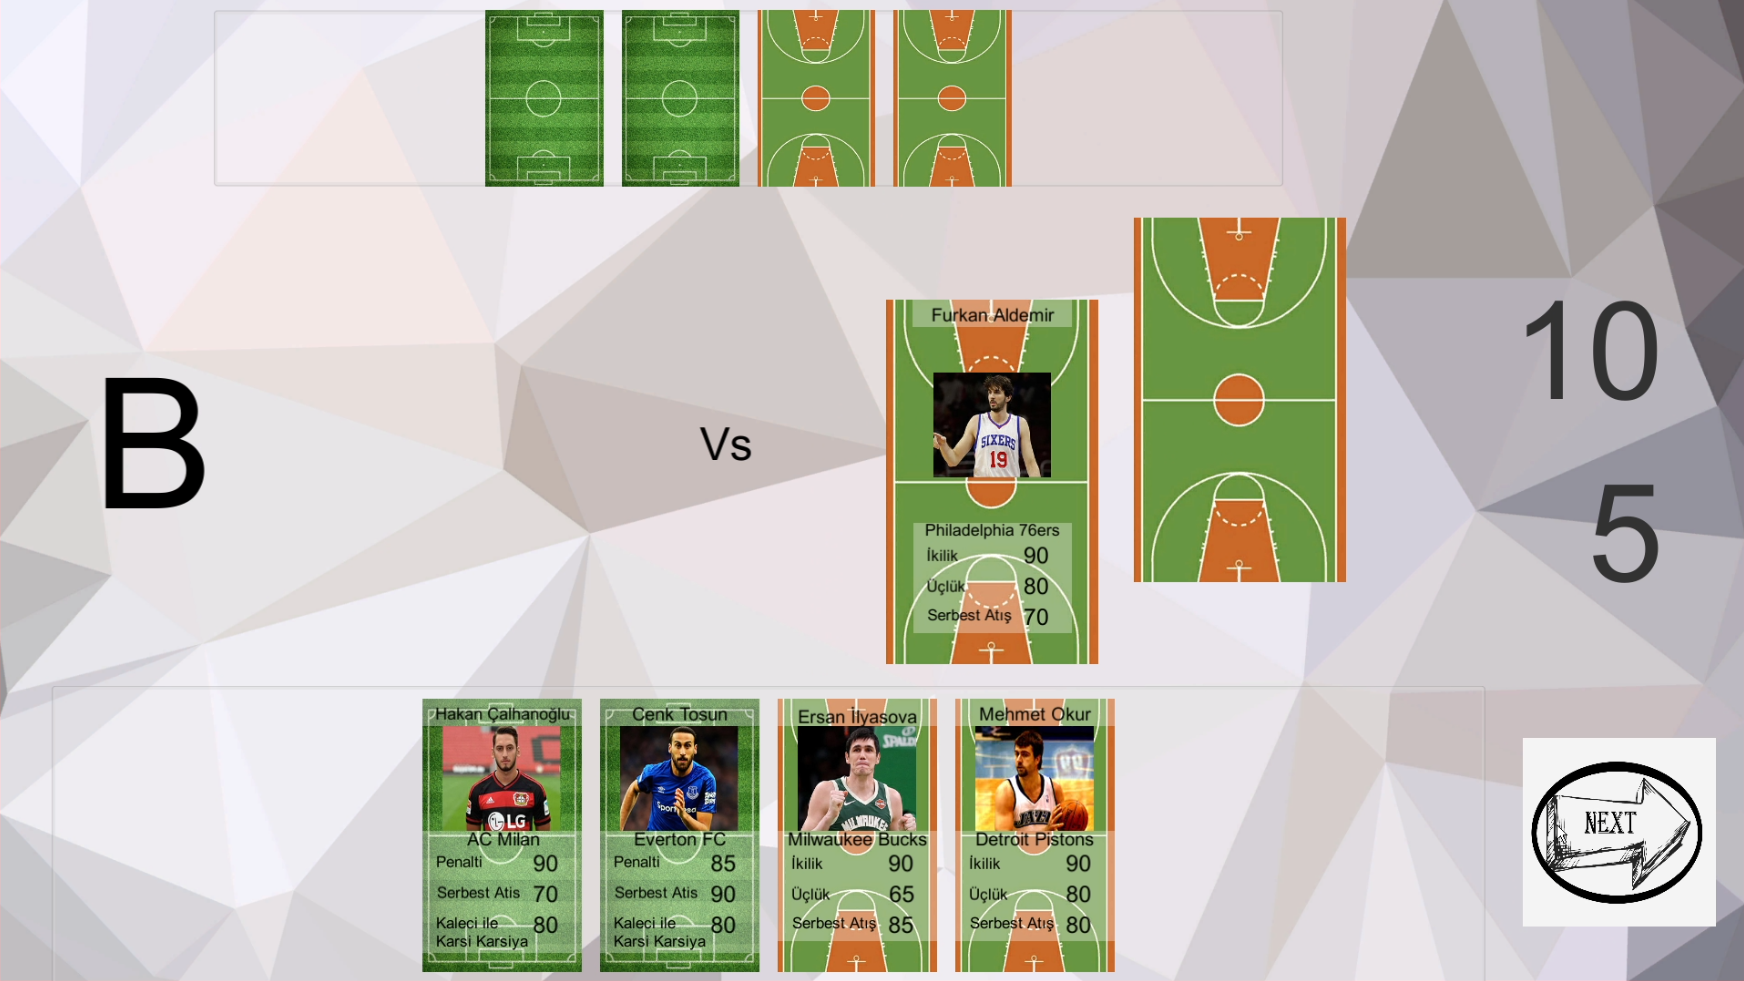 10
Furkan Aldemir
SIXERS
19
B
Vs
5
Philadelphia 76ers
İkilik 90
Üçlük 80
Serbest Atış 70
Hakan Çalhanoğlu
LG
AC Milan
Penalti 90
Serbest Atis 70
Kaleci ile
Karsi Karsiya 80
Cenk Tosun
Everton FC
Penalti 85
Serbest Atis 90
Kaleci ile
Karsi Karsiya 80
Ersan İlyasova
Milwaukee Bucks
İkilik 90
Üçlük 65
Serbest Atış 85
Mehmet Okur
Detroit Pistons
İkilik 90
Üçlük 80
Serbest Atış 80
NEXT